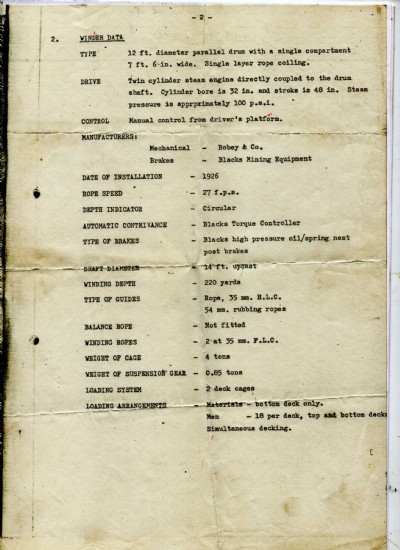 - 2 -
2. WINDER DATA
TYPE 12 ft. diameter parallel drum with a single compartment
7 ft. 6 in. wide. Single layer rope coiling.
DRIVE Twin cylinder steam engine directly coupled to the drum
shaft. Cylinder bore is 32 in. and stroke is 48 in. Steam
pressure is apprpximately 100 p.s.i.
CONTROL Manual control from driver's platform.
MANUFACTURERS:
Mechanical - Robey & Co.
Brakes - Blacks Mining Equipment
DATE OF INSTALLATION - 1926
ROPE SPEED - 27 f.p.s.
DEPTH INDICATOR - Circular
AUTOMATIC CONTRIVANCE - Blacks Torque Controller
TYPE OF BRAKES - Blacks high pressure oil/spring nest
post brakes
SHAFT DIAMETER - 14 ft. upcast
WINDING DEPTH - 220 yards
TYPE OF GUIDES - Rope, 35 mm. H.L.C.
54 mm. rubbing ropes
BALANCE ROPE - Not fitted
WINDING ROPES - 2 at 35 mm. F.L.C.
WEIGHT OF CAGE - 4 tons
WEIGHT OF SUSPENSION GEAR - 0.85 tons
LOADING SYSTEM - 2 deck cages
LOADING ARRANGEMENTS - Materials - bottom deck only.
Men - 18 per deck, top and bottom deck
Simultaneous decking.